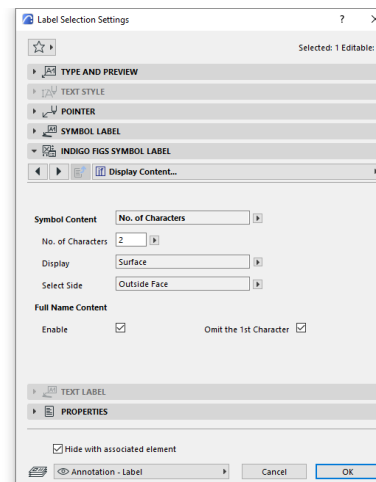 Label Selection Settings ? ×
Selected: 1 Editable:
TYPE AND PREVIEW
TEXT STYLE
POINTER
SYMBOL LABEL
INDIGO FIGS SYMBOL LABEL
Display Content...
Symbol Content No. of Characters
No. of Characters 2
Display Surface
Select Side Outside Face
Full Name Content
Enable Omit the 1st Character
TEXT LABEL
PROPERTIES
Hide with associated element
Annotation - Label Cancel OK